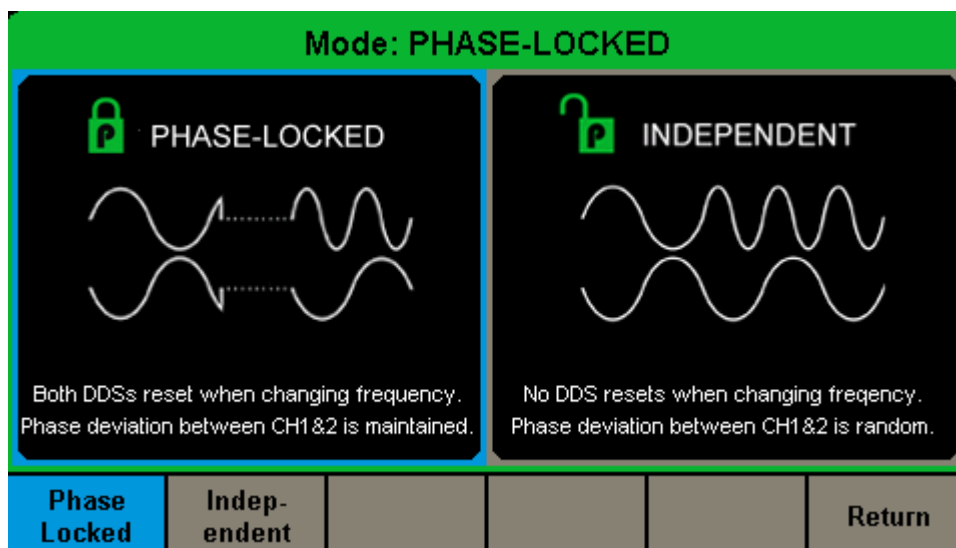 Mode: PHASE-LOCKED
P PHASE-LOCKED
Both DDSs reset when changing frequency.
Phase deviation between CH1&2 is maintained.
P INDEPENDENT
No DDS resets when changing freqency.
Phase deviation between CH1&2 is random.
Phase
Locked
Indep-
endent
Return